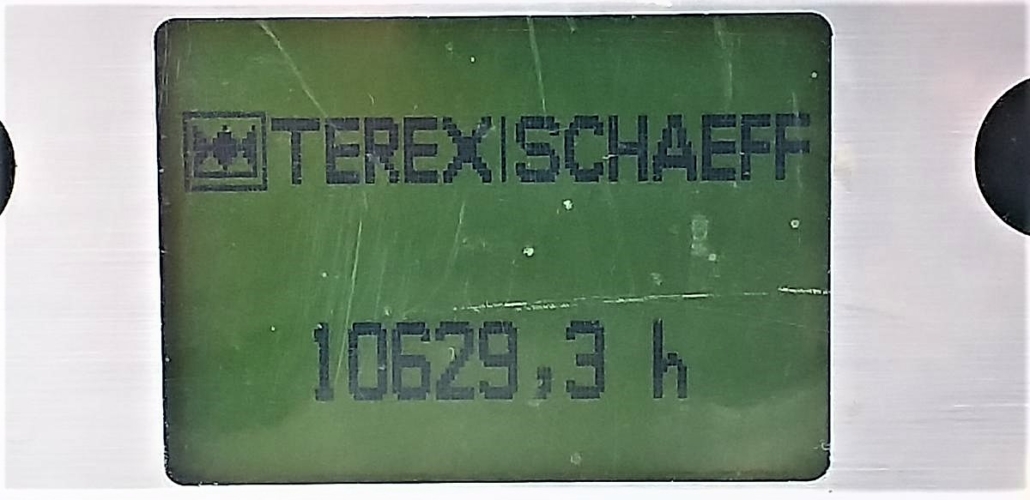 TEREX|SCHAEFF
10629,3 h